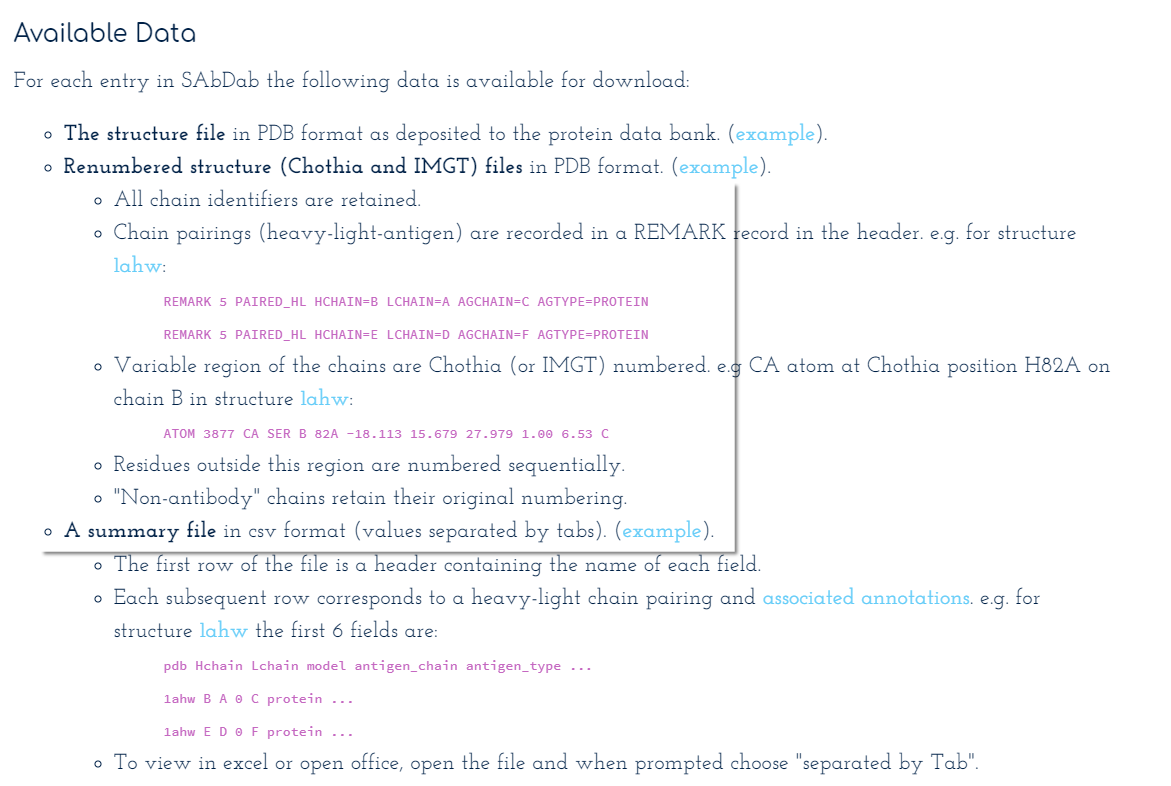 Available Data
For each entry in SAbDab the following data is available for download:
The structure file in PDB format as deposited to the protein data bank. (example).
Renumbered structure (Chothia and IMGT) files in PDB format. (example).
All chain identifiers are retained.
Chain pairings (heavy-light-antigen) are recorded in a REMARK record in the header. e.g. for structure
1ahw:
REMARK 5 PAIRED_HL HCHAIN=B LCHAIN=A AGCHAIN=C AGTYPE=PROTEIN
REMARK 5 PAIRED_HL HCHAIN=E LCHAIN=D AGCHAIN=F AGTYPE=PROTEIN
Variable region of the chains are Chothia (or IMGT) numbered. e.g CA atom at Chothia position H82A on
chain B in structure 1ahw:
ATOM 3877 CA SER B 82A -18.113 15.679 27.979 1.00 6.53 C
Residues outside this region are numbered sequentially.
"Non-antibody" chains retain their original numbering.
A summary file in csv format (values separated by tabs). (example).
The first row of the file is a header containing the name of each field.
Each subsequent row corresponds to a heavy-light chain pairing and associated annotations. e.g. for
structure 1ahw the first 6 fields are:
pdb Hchain Lchain model antigen_chain antigen_type ...
1ahw B A 0 C protein ...
1ahw E D 0 F protein ...
To view in excel or open office, open the file and when prompted choose "separated by Tab".